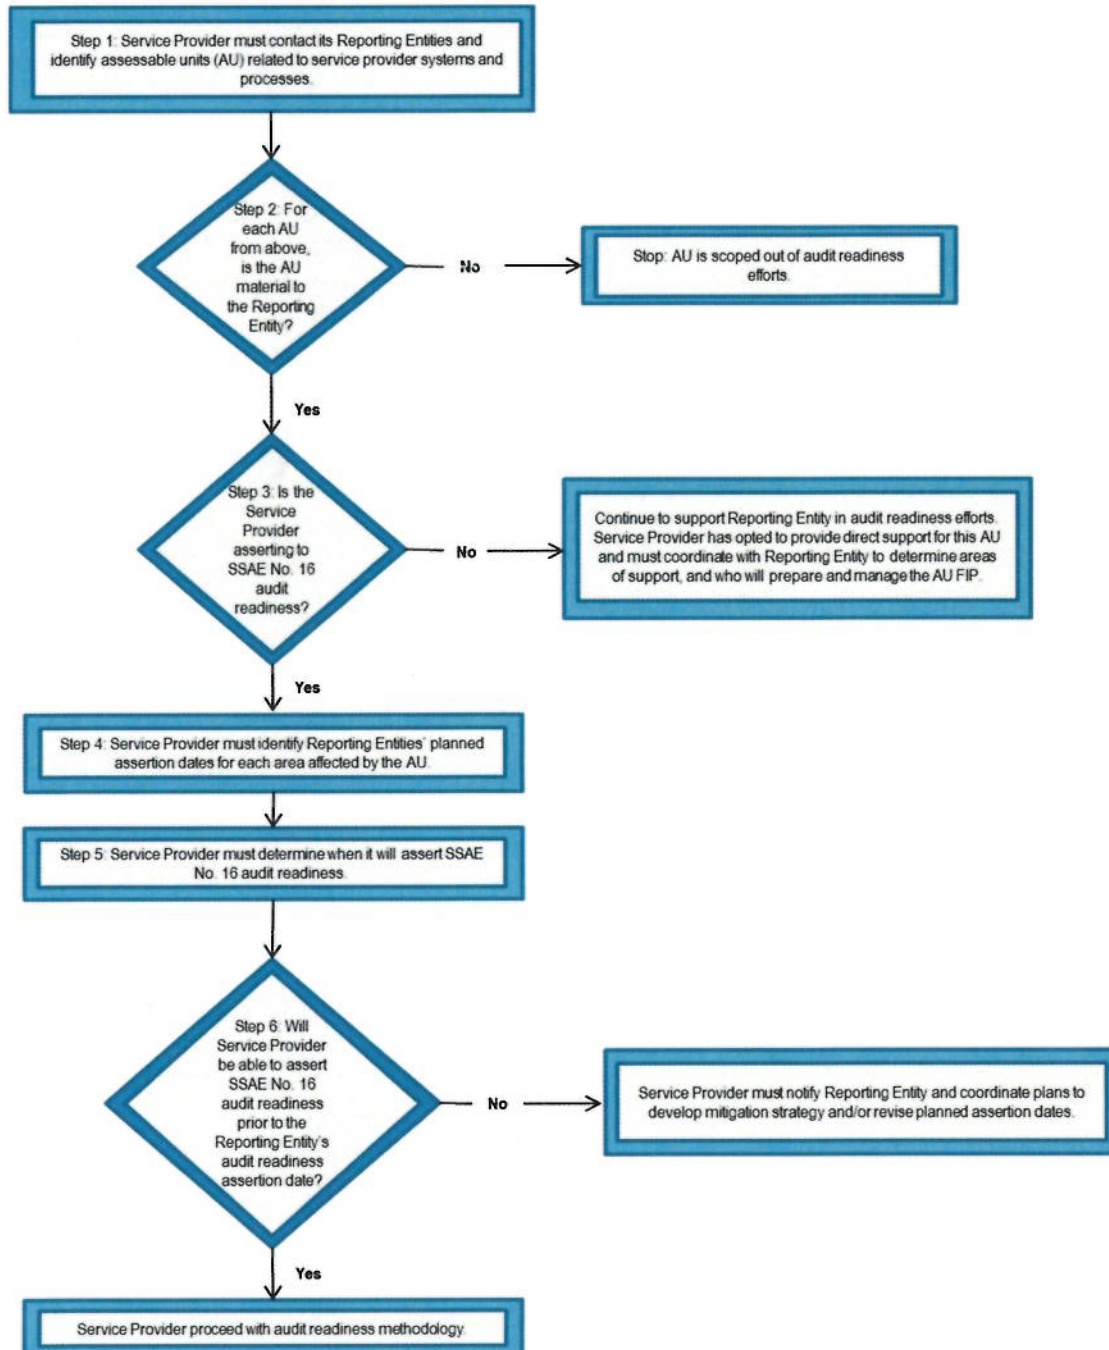 Step 1: Service Provider must contact its Reporting Entities and
identify assessable units (AU) related to service provider systems and
processes.
Step 2: For
each AU
from above,
is the AU
material to
the Reporting
Entity?
No
Stop: AU is scoped out of audit readiness
efforts.
Yes
Step 3: Is the
Service
Provider
asserting to
SSAE No. 16
audit
readiness?
No
Continue to support Reporting Entity in audit readiness efforts.
Service Provider has opted to provide direct support for this AU
and must coordinate with Reporting Entity to determine areas
of support, and who will prepare and manage the AU FIP.
Yes
Step 4: Service Provider must identify Reporting Entities' planned
assertion dates for each area affected by the AU.
Step 5: Service Provider must determine when it will assert SSAE
No. 16 audit readiness.
Step 6: Will
Service Provider
be able to assert
SSAE No. 16
audit readiness
prior to the
Reporting Entity's
audit readiness
assertion date?
No
Service Provider must notify Reporting Entity and coordinate plans to
develop mitigation strategy and/or revise planned assertion dates.
Yes
Service Provider proceed with audit readiness methodology.